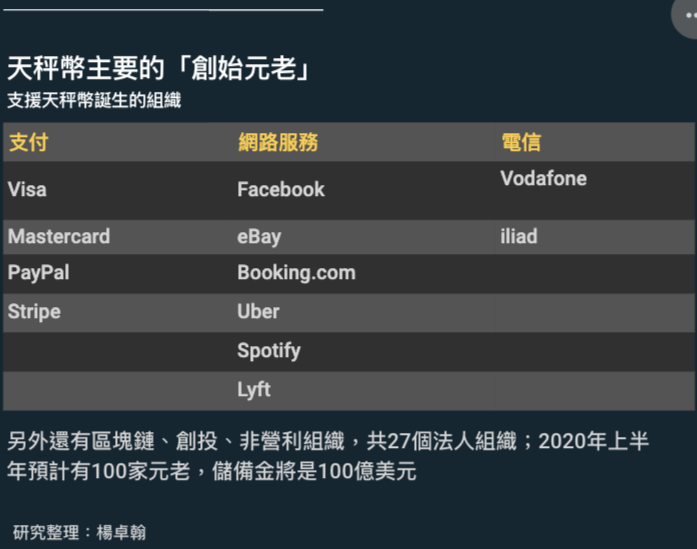 天秤幣主要的「創始元老」
支援天秤幣誕生的組織
支付 網路服務 電信
Visa Facebook Vodafone
Mastercard eBay iliad
PayPal Booking.com
Stripe Uber
Spotify
Lyft
另外還有區塊鏈、創投、非營利組織，共27個法人組織；2020年上半
年預計有100家元老，儲備金將是100億美元
研究整理：楊卓翰